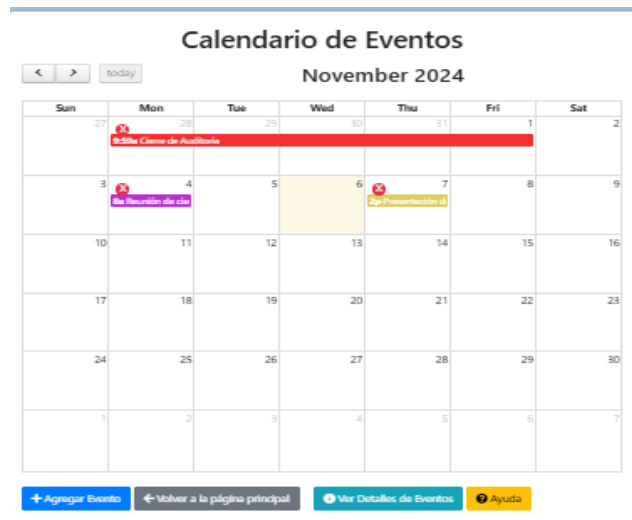 Calendario de Eventos
today
November 2024
Sun Mon Tue Wed Thu Fri Sat
27 28 29 30 31 1 2
9:59a Cierre de Auditoria
3 4 5 6 7 8 9
8a Reunión de cie 2p Presentación d
10 11 12 13 14 15 16
17 18 19 20 21 22 23
24 25 26 27 28 29 30
1 2 3 4 5 6 7
Agregar Evento Volver a la página principal Ver Detalles de Eventos Ayuda